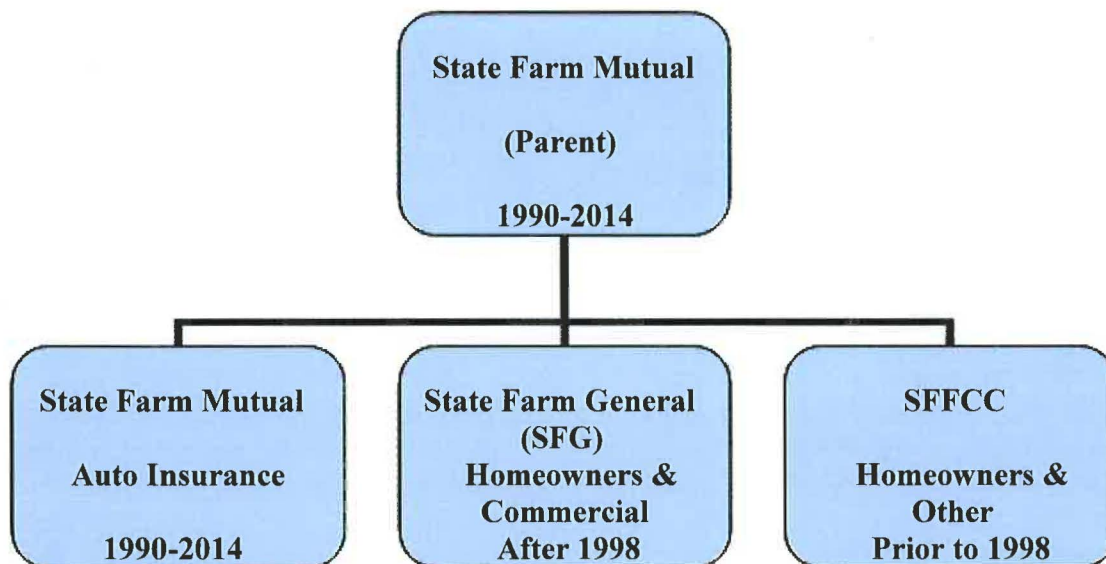 State Farm Mutual
(Parent)
1990-2014
State Farm Mutual
Auto Insurance
1990-2014
State Farm General
(SFG)
Homeowners &
Commercial
After 1998
SFFCC
Homeowners &
Other
Prior to 1998